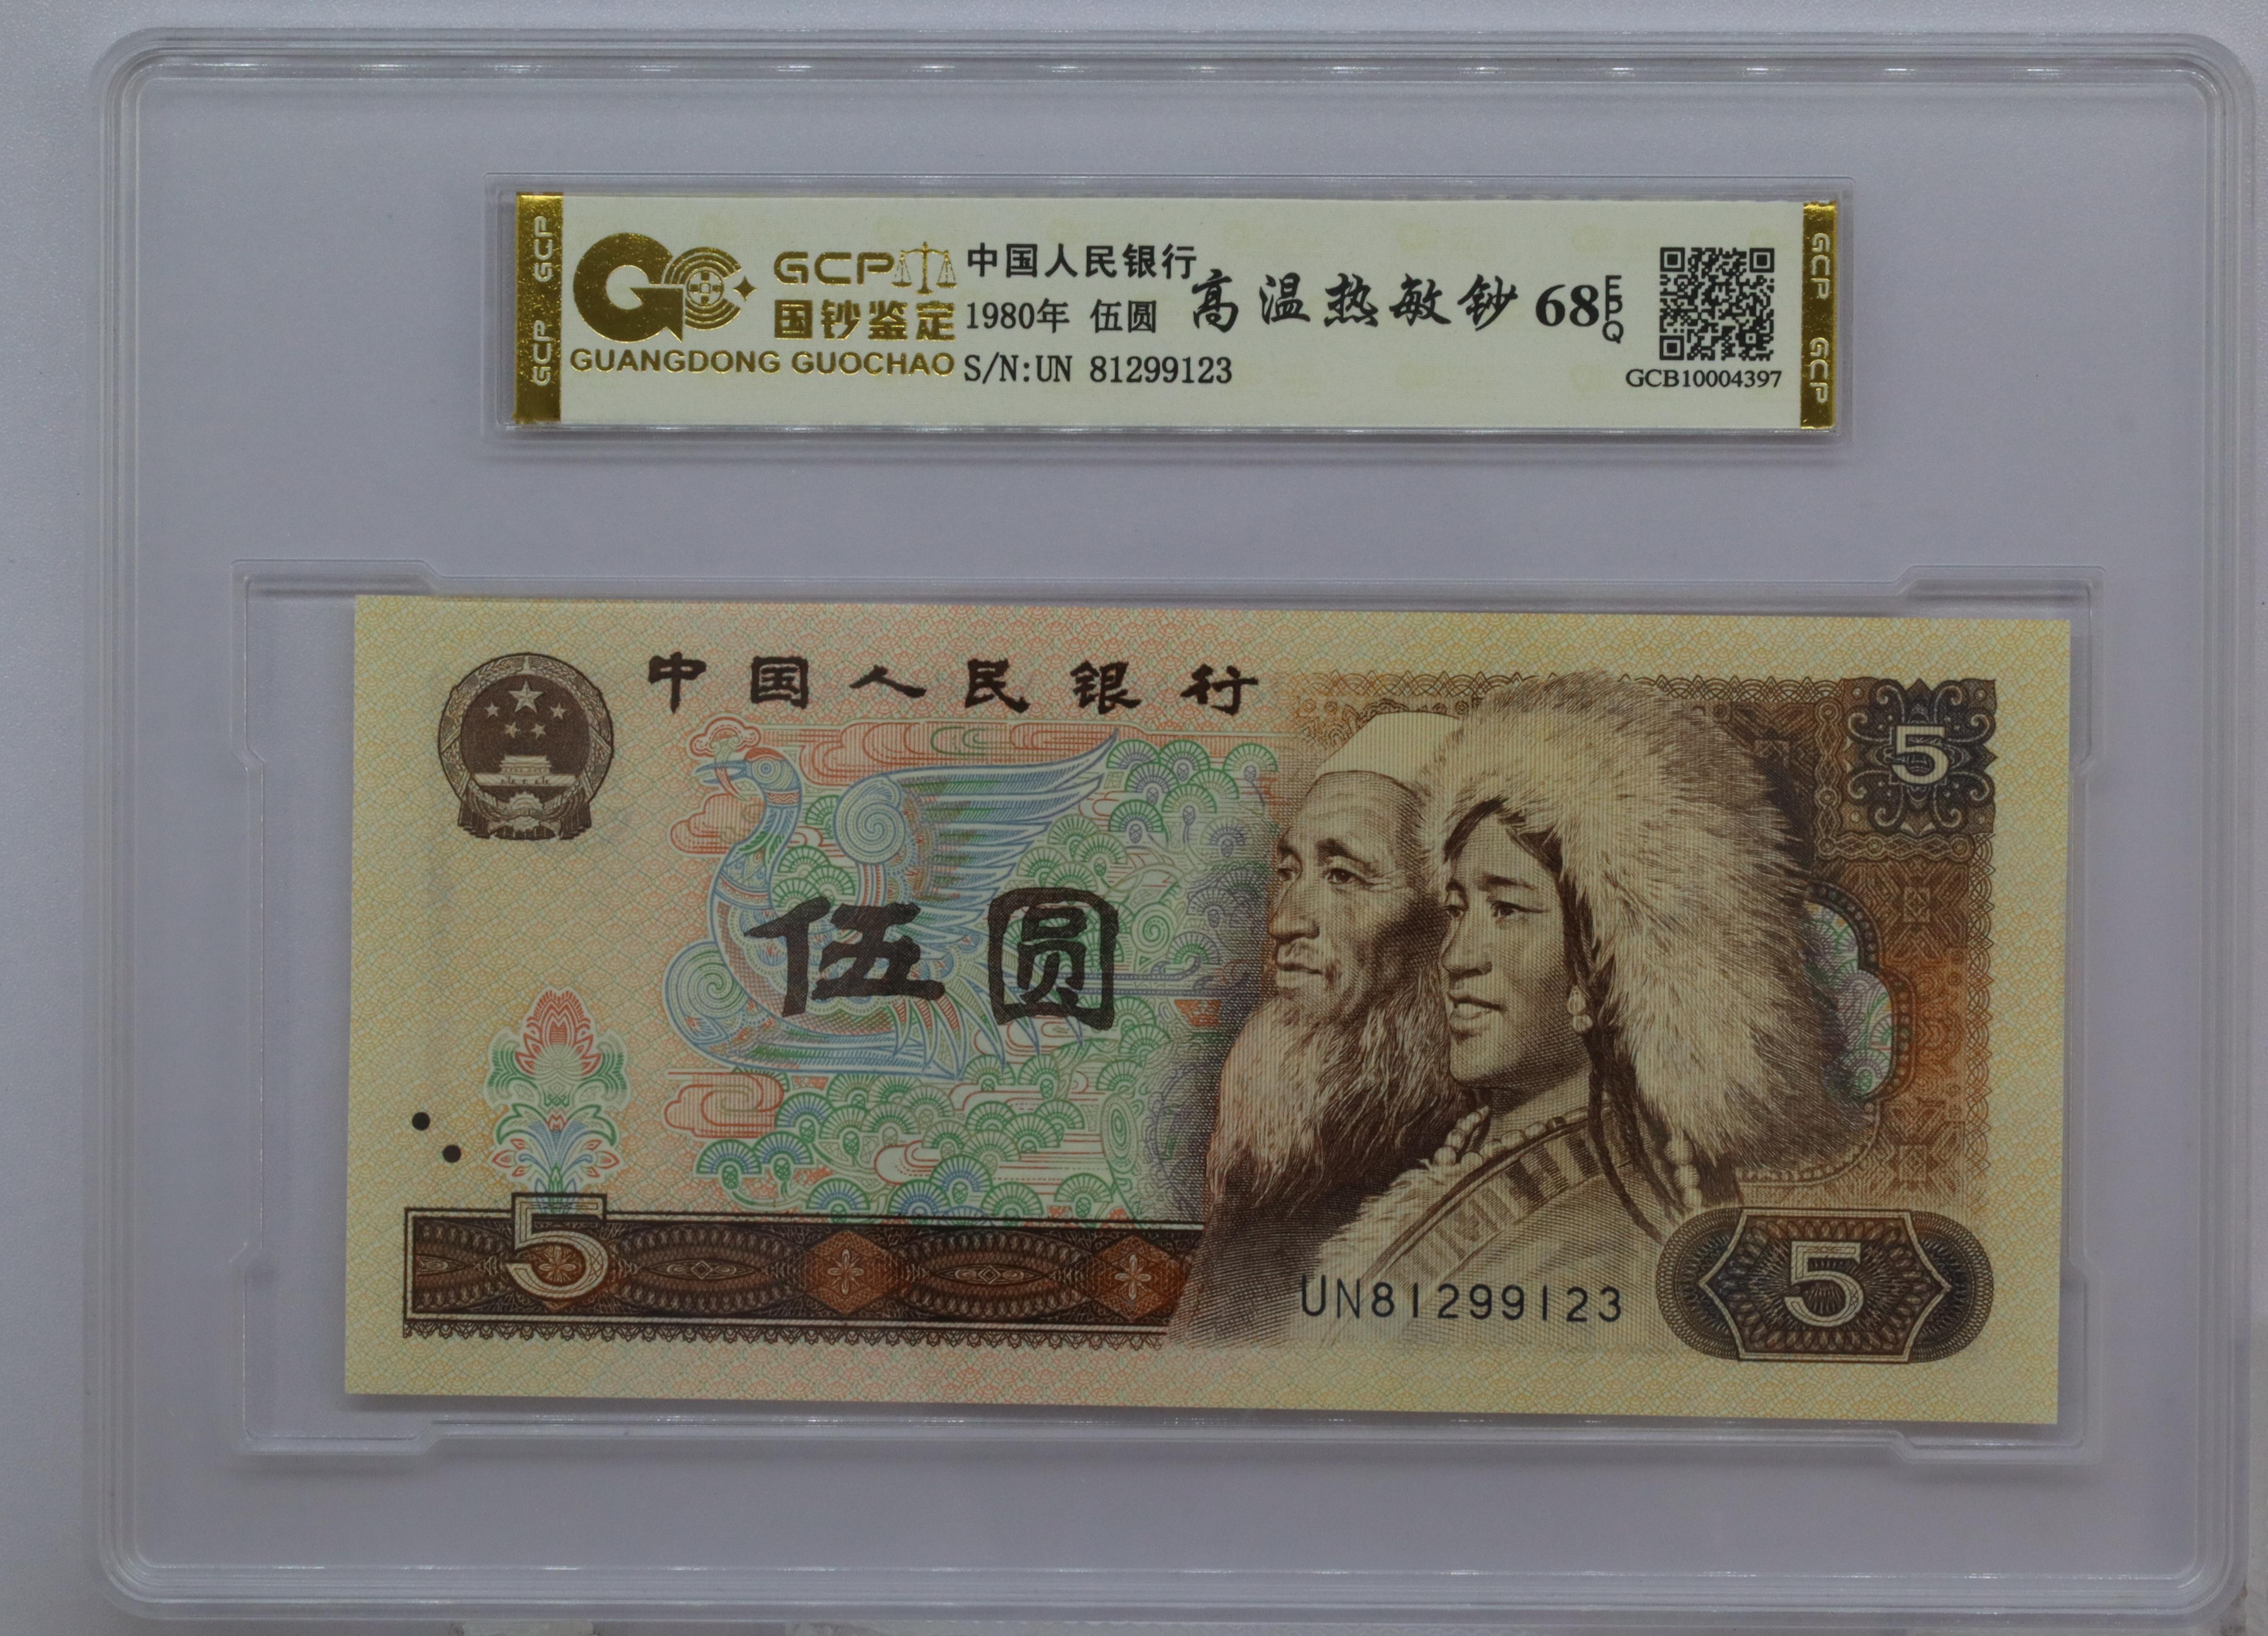 GCP GCP
GCP
国钞鉴定
GUANGDONG GUOCHAO
中国人民银行
1980年 伍圆
S/N:UN 81299123
高温热敏钞 68 EPQ
GCB10004397
GCP GCP
中国人民银行
5
伍圆
5
UN81299123
5